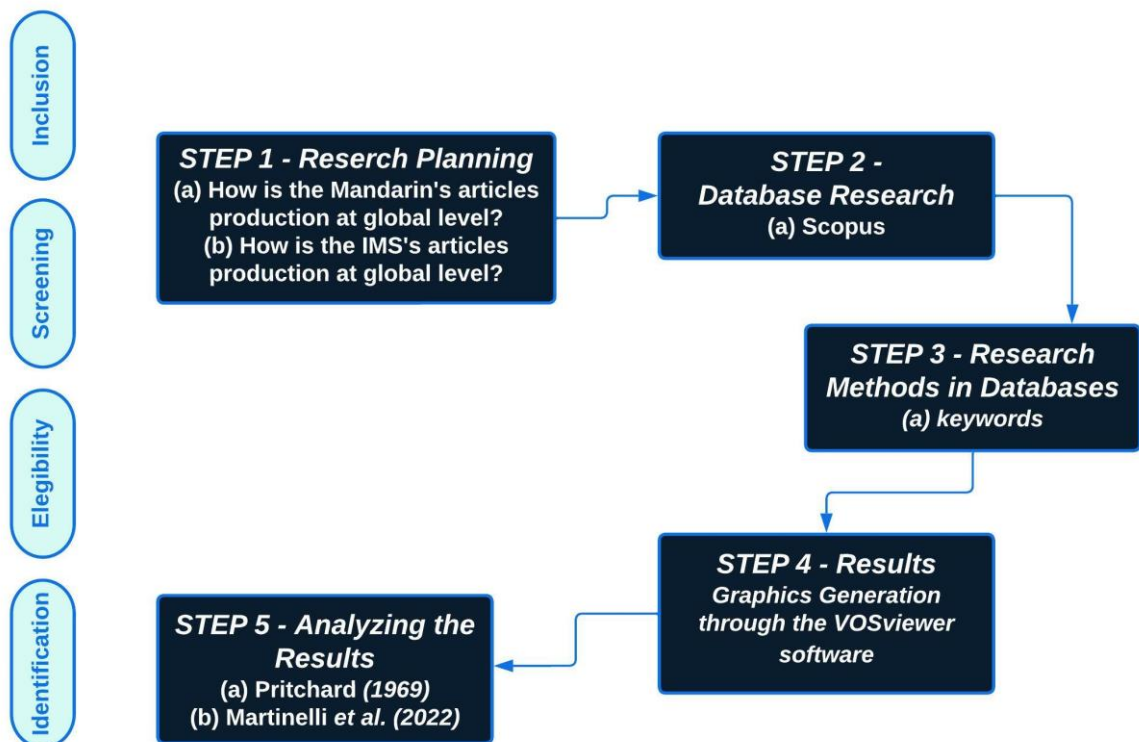 Inclusion
Screening
Elegibility
Identification
STEP 1 - Reserch Planning
(a) How is the Mandarin's articles
production at global level?
(b) How is the IMS's articles
production at global level?
STEP 2 -
Database Research
(a) Scopus
STEP 3 - Research
Methods in Databases
(a) keywords
STEP 4 - Results
Graphics Generation
through the VOSviewer
software
STEP 5 - Analyzing the
Results
(a) Pritchard (1969)
(b) Martinelli et al. (2022)